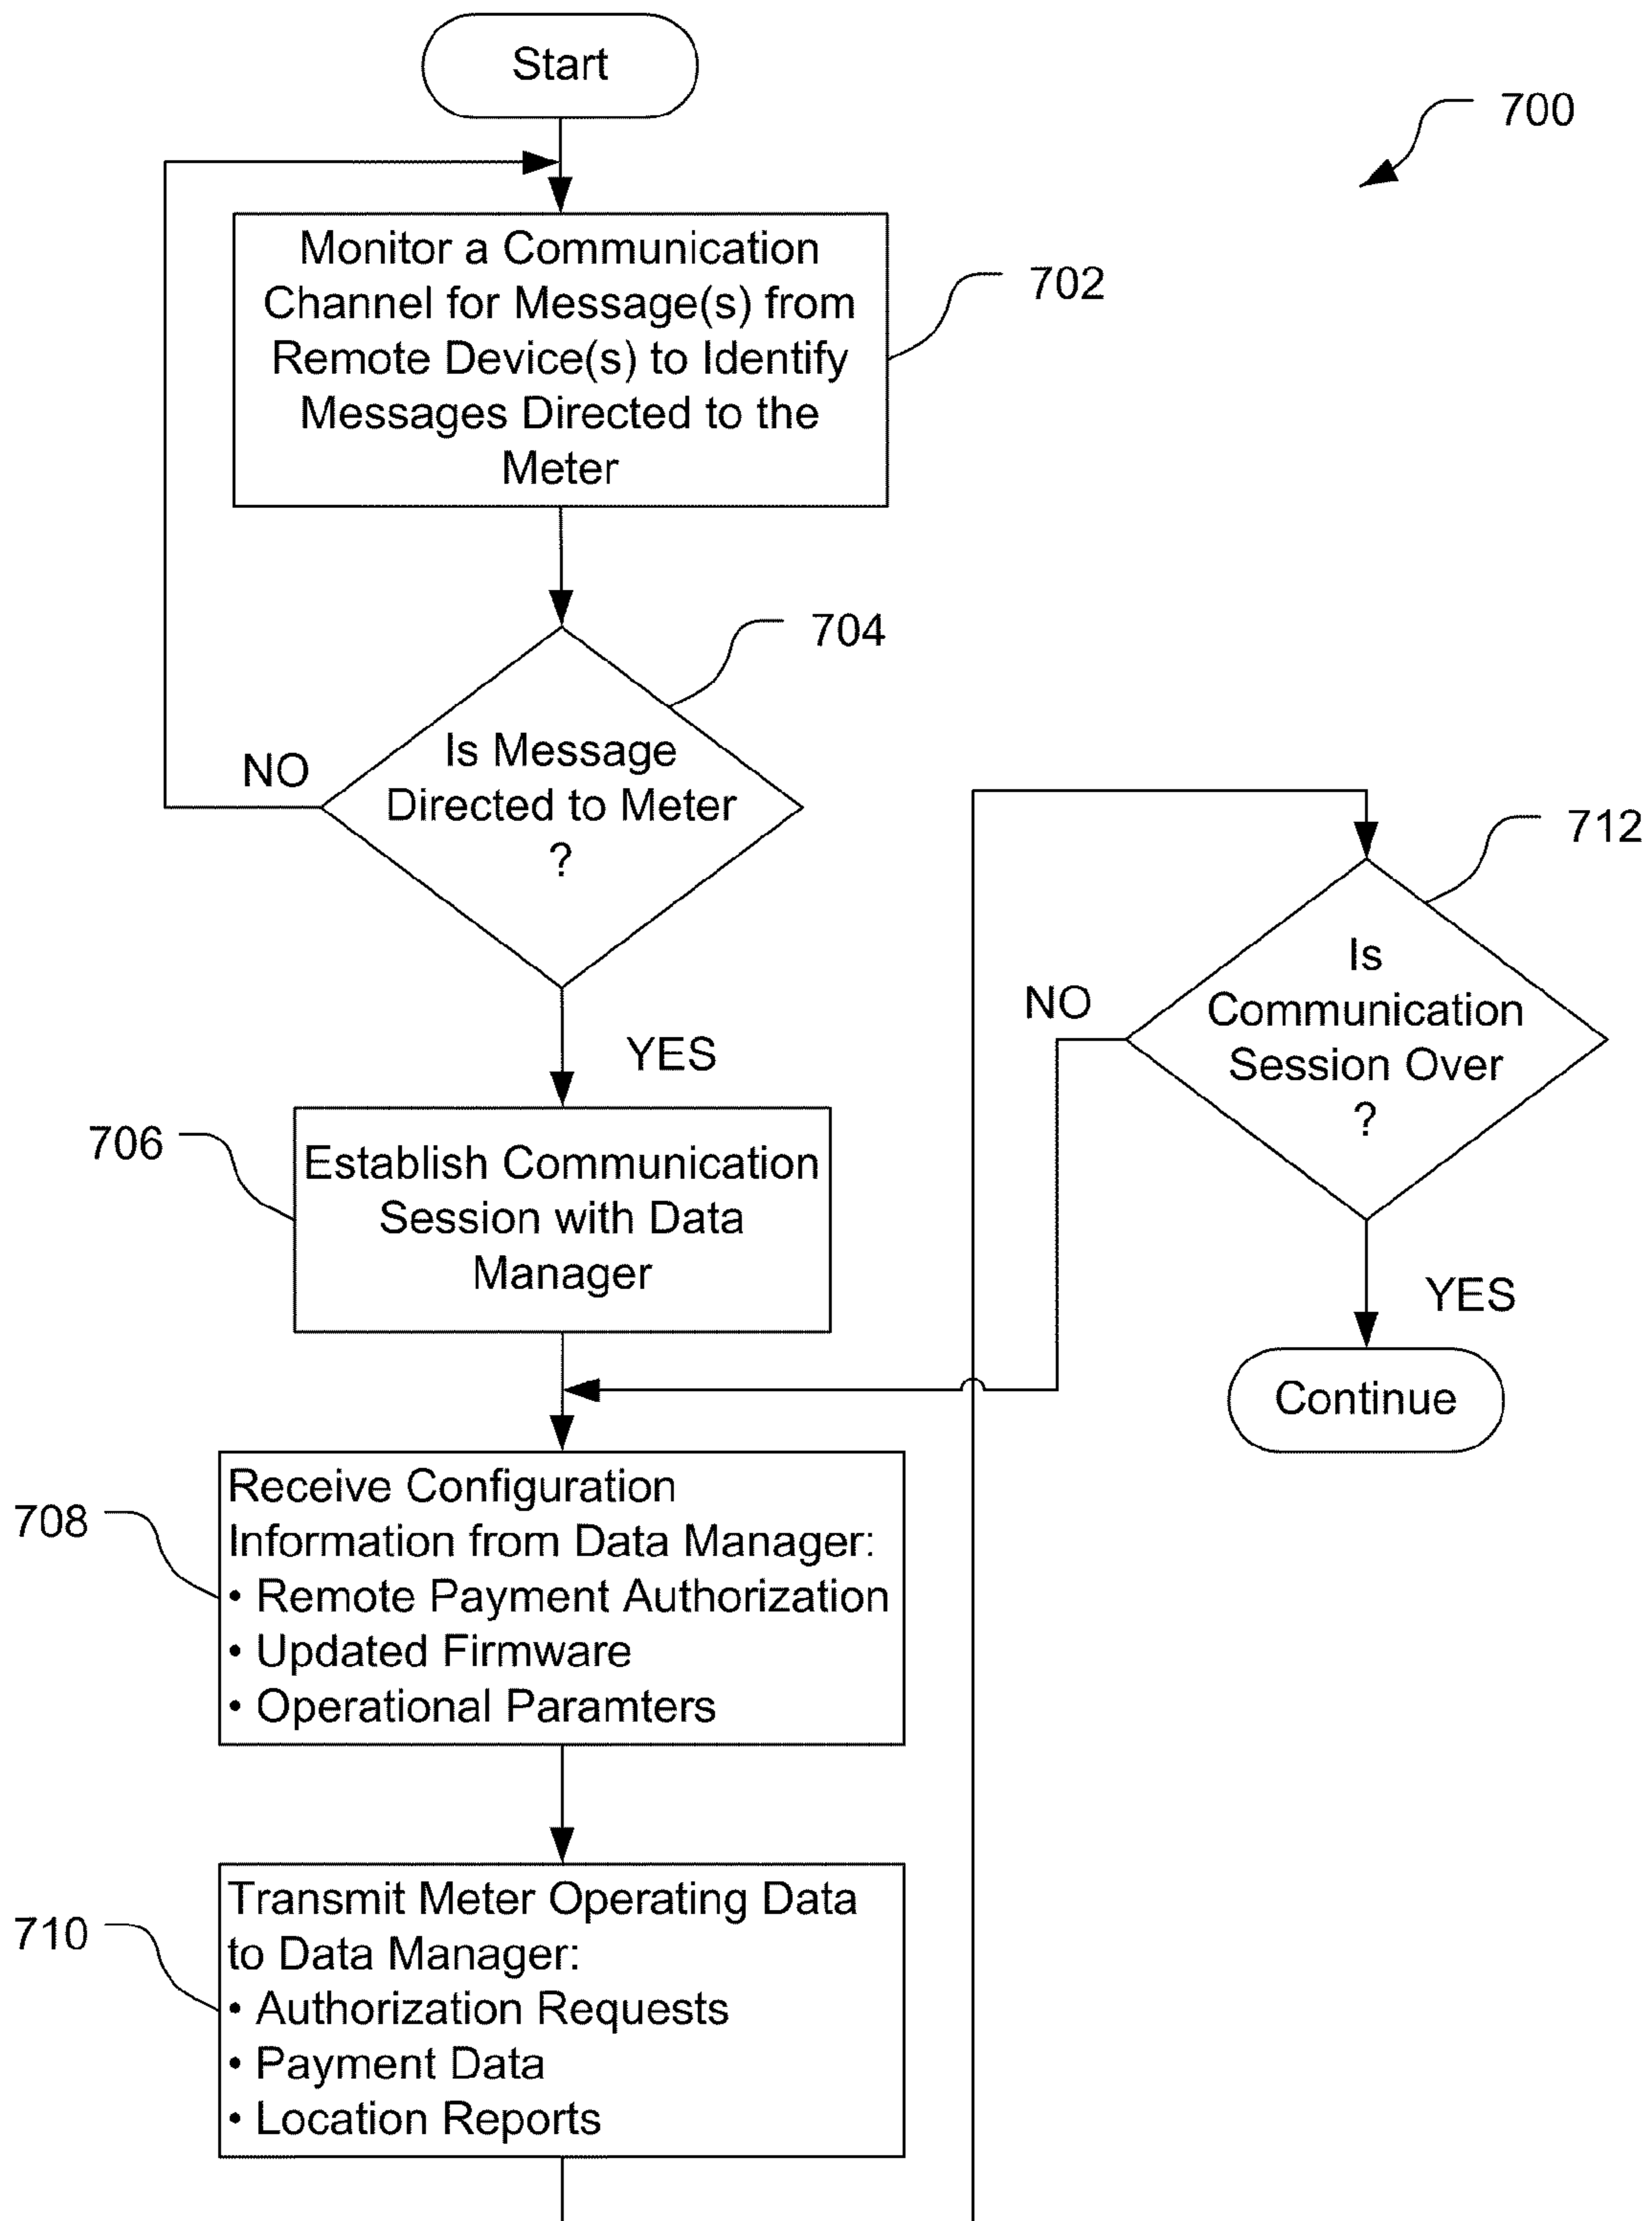 Start
700
Monitor a Communication
Channel for Message(s) from
Remote Device(s) to Identify
Messages Directed to the
Meter
702
704
Is Message
Directed to Meter
?
NO
YES
706
Establish Communication
Session with Data
Manager
708
Receive Configuration
Information from Data Manager:
• Remote Payment Authorization
• Updated Firmware
• Operational Paramters
710
Transmit Meter Operating Data
to Data Manager:
• Authorization Requests
• Payment Data
• Location Reports
712
Is
Communication
Session Over
?
NO
YES
Continue